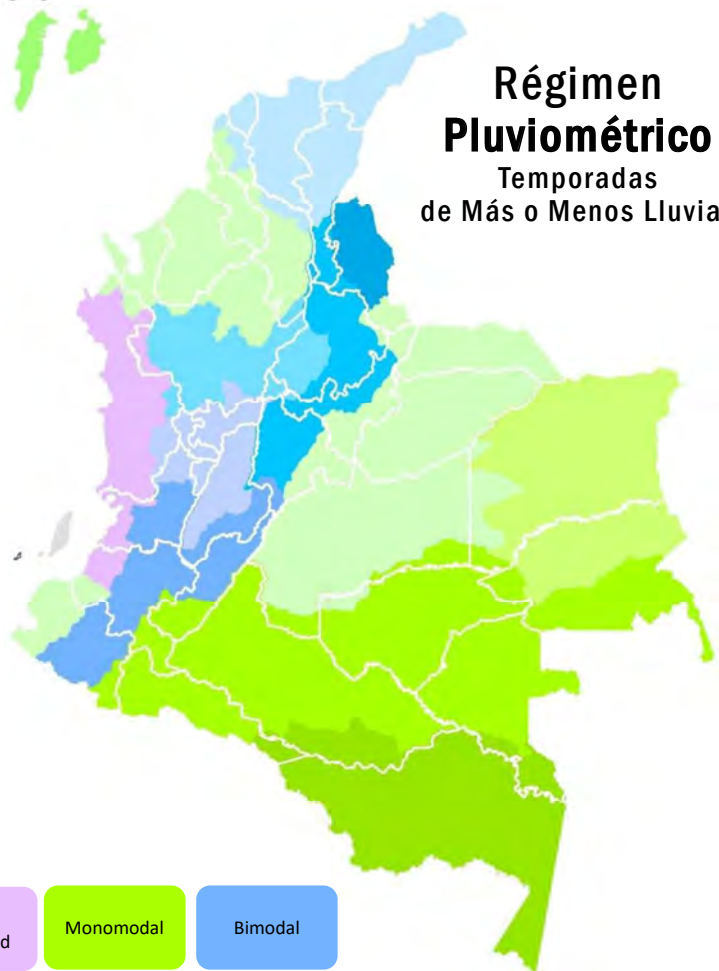 Régimen
Pluviométrico
Temporadas
de Más o Menos Lluvia
d
Monomodal
Bimodal